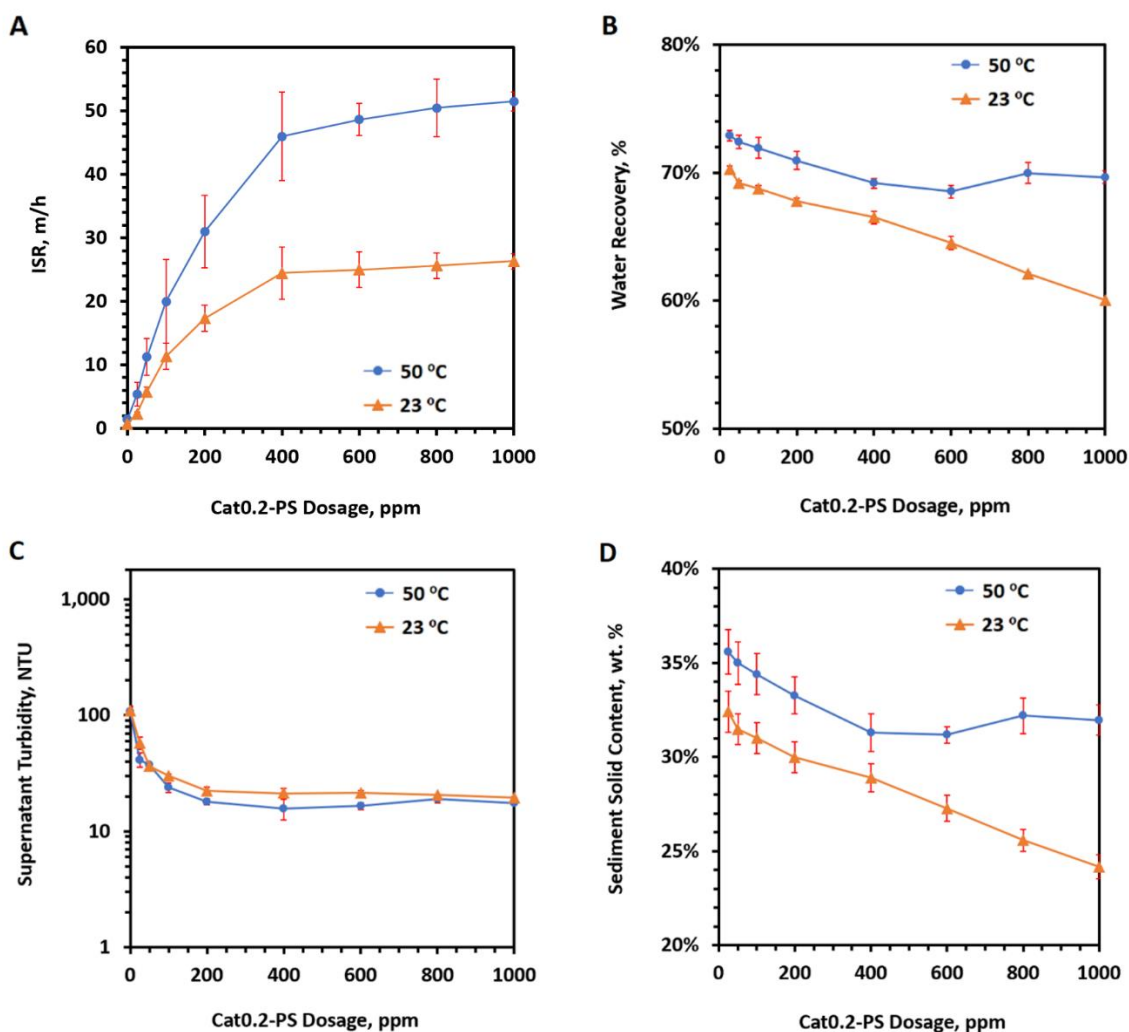 A
60
50
40
30
20
10
0
ISR, m/h
50 °C
23 °C
0 200 400 600 800 1000
Cat0.2-PS Dosage, ppm
B
80%
70%
60%
50%
Water Recovery, %
50 °C
23 °C
0 200 400 600 800 1000
Cat0.2-PS Dosage, ppm
C
1,000
100
10
1
Supernatant Turbidity, NTU
50 °C
23 °C
0 200 400 600 800 1000
Cat0.2-PS Dosage, ppm
D
40%
35%
30%
25%
20%
Sediment Solid Content, wt. %
50 °C
23 °C
0 200 400 600 800 1000
Cat0.2-PS Dosage, ppm